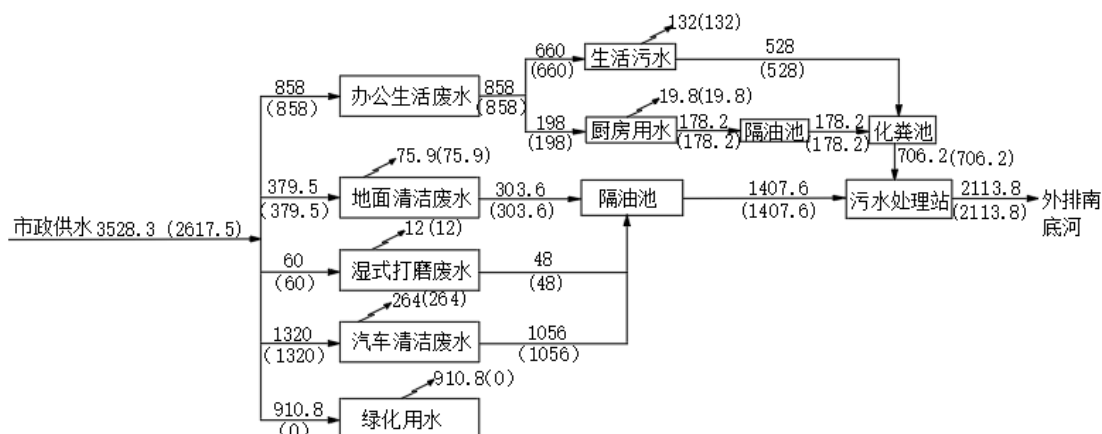 132(132)
660
(660)
生活污水
528
(528)
858
(858)
办公生活废水
858
(858)
19.8(19.8)
198
(198)
厨房用水
178.2
(178.2)
隔油池
178.2
(178.2)
化粪池
706.2(706.2)
75.9(75.9)
379.5
(379.5)
地面清洁废水
303.6
(303.6)
隔油池
1407.6
(1407.6)
污水处理站
2113.8
(2113.8)
外排南
底河
市政供水3528.3 (2617.5)
12(12)
60
(60)
湿式打磨废水
48
(48)
264(264)
1320
(1320)
汽车清洁废水
1056
(1056)
910.8(0)
910.8
(0)
绿化用水